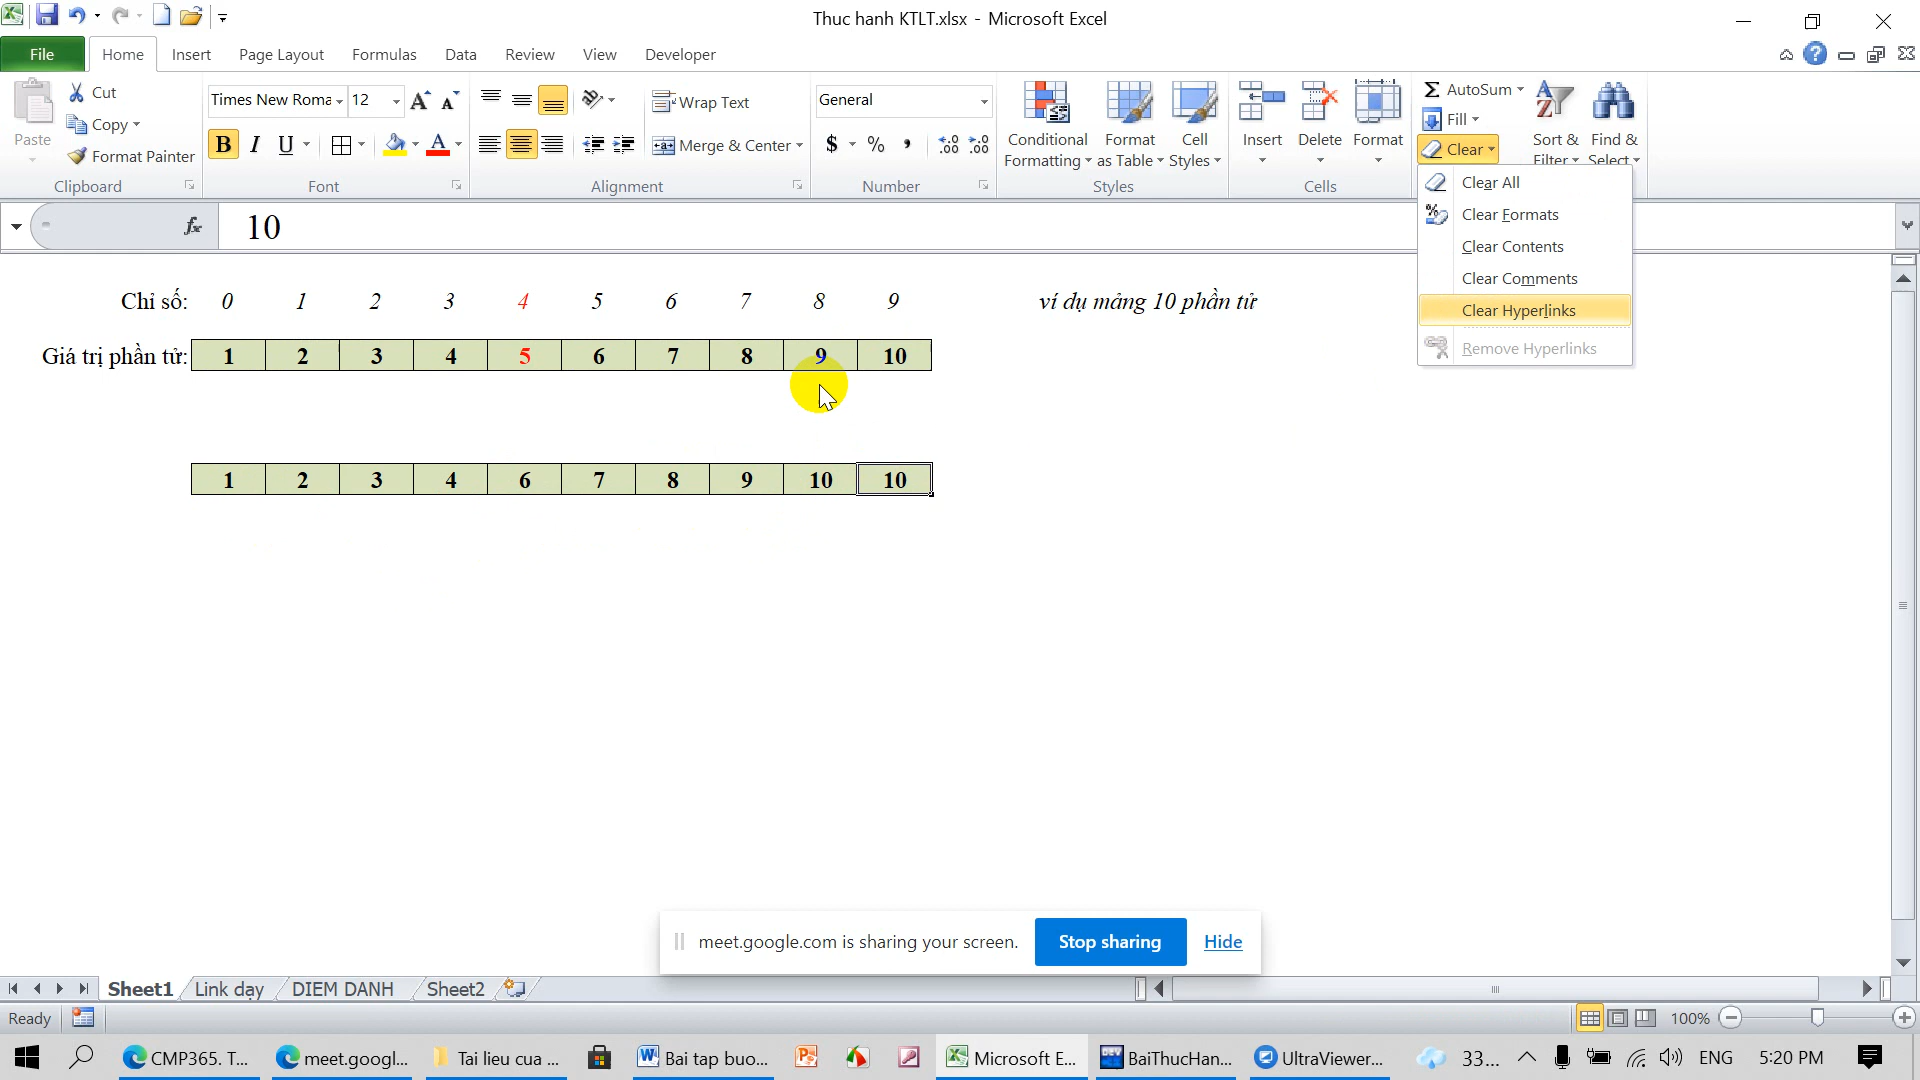 Thuc hanh KTLT.xlsx - Microsoft Excel
File Home Insert Page Layout Formulas Data Review View Developer
Paste
Cut
Copy
Format Painter
Clipboard
Times New Roma 12
B I U
Font
Wrap Text
Merge & Center
Alignment
General
$ % ,
Number
Conditional Formatting
Format as Table
Cell Styles
Styles
Insert Delete Format
Cells
Σ AutoSum
Fill
Clear
Sort & Filter
Find & Select
Clear All
Clear Formats
Clear Contents
Clear Comments
Clear Hyperlinks
Remove Hyperlinks
fx 10
Chỉ số: 0 1 2 3 4 5 6 7 8 9 ví dụ mảng 10 phần tử
Giá trị phần tử: 1 2 3 4 5 6 7 8 9 10
1 2 3 4 6 7 8 9 10 10
meet.google.com is sharing your screen. Stop sharing Hide
Sheet1 Link dạy DIEM DANH Sheet2
Ready 100%
CMP365. T... meet.googl... Tai lieu cua ... Bai tap buo... Microsoft E... BaiThucHan... UltraViewer... 33... ENG 5:20 PM